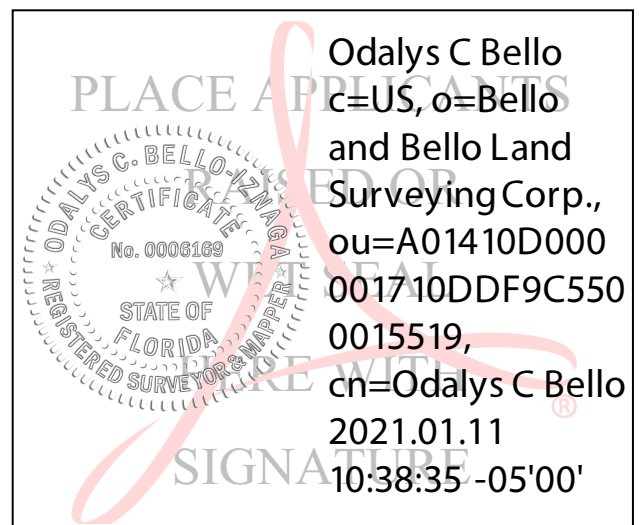 PLACE APPLICANTS
RAISED OR
WET SEAL
HERE WITH
SIGNATURE
ODALYS C. BELLO-IZNAGA
CERTIFICATE
No. 0006169
STATE OF
FLORIDA
REGISTERED SURVEYOR & MAPPER
Odalys C Bello
c=US, o=Bello
and Bello Land
Surveying Corp.,
ou=A01410D000
001710DDF9C550
0015519,
cn=Odalys C Bello
2021.01.11
10:38:35 -05'00'
®